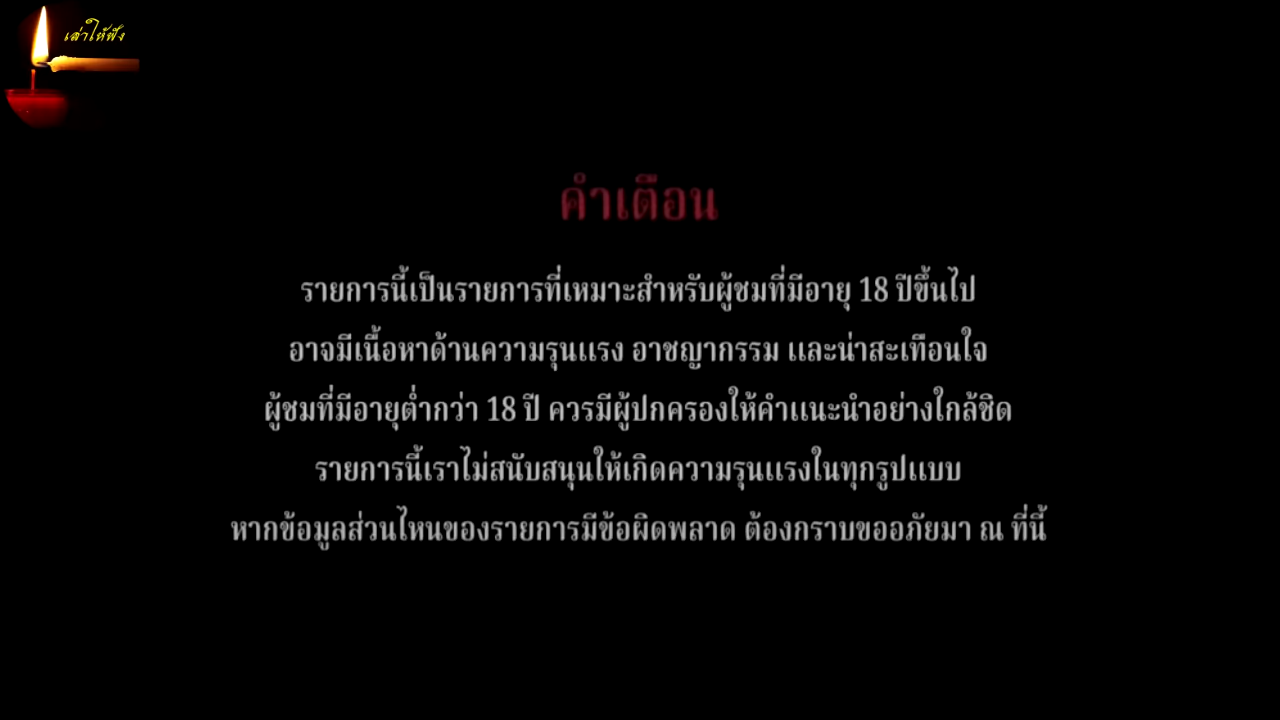 เล่าให้ฟัง
คำเตือน
รายการนี้เป็นรายการที่เหมาะสำหรับผู้ชมที่มีอายุ 18 ปีขึ้นไป
อาจมีเนื้อหาด้านความรุนแรง อาชญากรรม และน่าสะเทือนใจ
ผู้ชมที่มีอายุต่ำกว่า 18 ปี ควรมีผู้ปกครองให้คำแนะนำอย่างใกล้ชิด
รายการนี้เราไม่สนับสนุนให้เกิดความรุนแรงในทุกรูปแบบ
หากข้อมูลส่วนไหนของรายการมีข้อผิดพลาด ต้องกราบขออภัยมา ณ ที่นี้